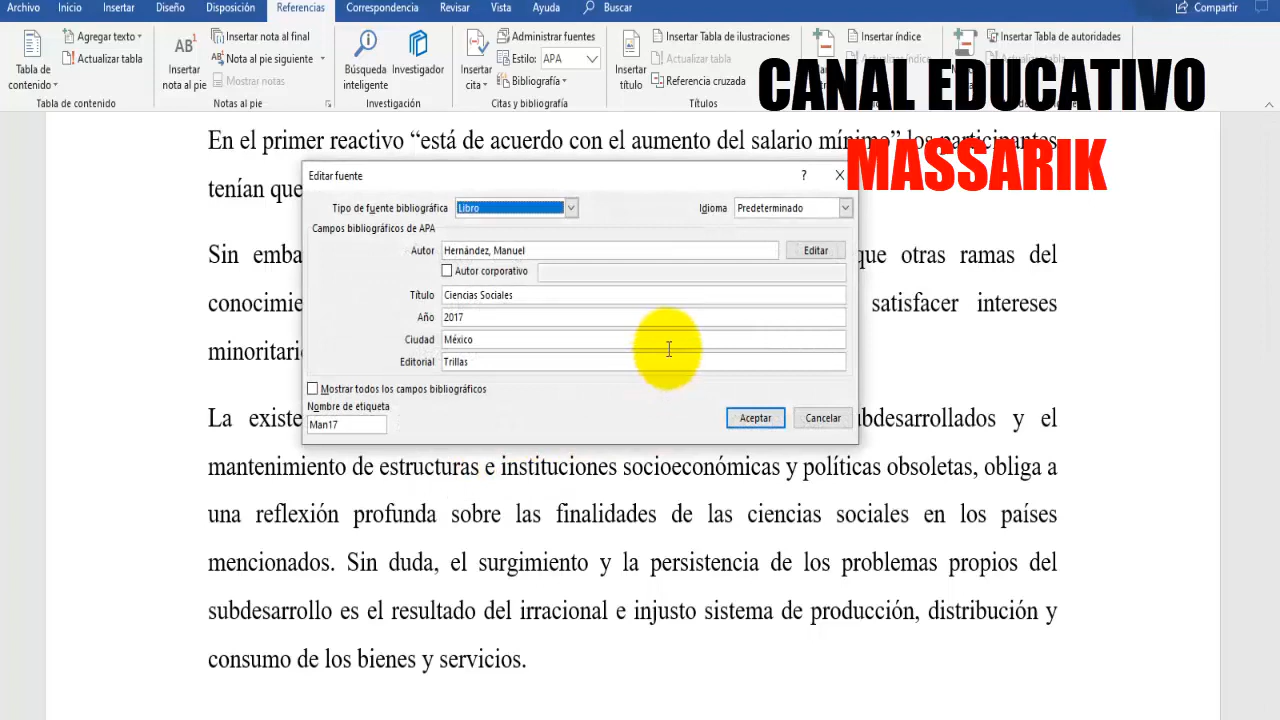 Archivo Inicio Insertar Diseño Disposición Referencias Correspondencia Revisar Vista Ayuda Buscar Compartir
Tabla de contenido
Agregar texto
Actualizar tabla
Tabla de contenido
AB1
Insertar nota al pie
Insertar nota al final
Nota al pie siguiente
Mostrar notas
Notas al pie
Búsqueda inteligente
Investigador
Investigación
Insertar cita
Administrar fuentes
Estilo: APA
Bibliografía
Citas y bibliografía
Insertar título
Insertar Tabla de ilustraciones
Actualizar tabla
Referencia cruzada
Títulos
Insertar índice
Insertar Tabla de autoridades
CANAL EDUCATIVO
MASSARIK
En el primer reactivo “está de acuerdo con el aumento del salario mínimo” los participantes
tenían que
Editar fuente
?
Tipo de fuente bibliográfica Libro Idioma Predeterminado
Campos bibliográficos de APA
Autor Hernández, Manuel Editar
Autor corporativo
Título Ciencias Sociales
Año 2017
Ciudad México
Editorial Trillas
Mostrar todos los campos bibliográficos
Nombre de etiqueta
Man17
Aceptar Cancelar
Sin emba que otras ramas del
conocimie satisfacer intereses
minoritari
La existe ubdesarrollados y el
mantenimiento de estructuras e instituciones socioeconómicas y políticas obsoletas, obliga a
una reflexión profunda sobre las finalidades de las ciencias sociales en los países
mencionados. Sin duda, el surgimiento y la persistencia de los problemas propios del
subdesarrollo es el resultado del irracional e injusto sistema de producción, distribución y
consumo de los bienes y servicios.